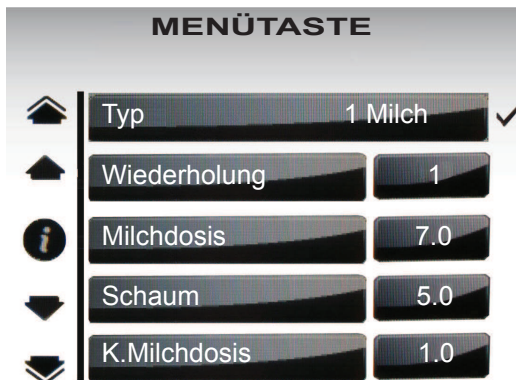 MENÜTASTE
Typ 1 Milch
Wiederholung 1
Milchdosis 7.0
Schaum 5.0
K.Milchdosis 1.0